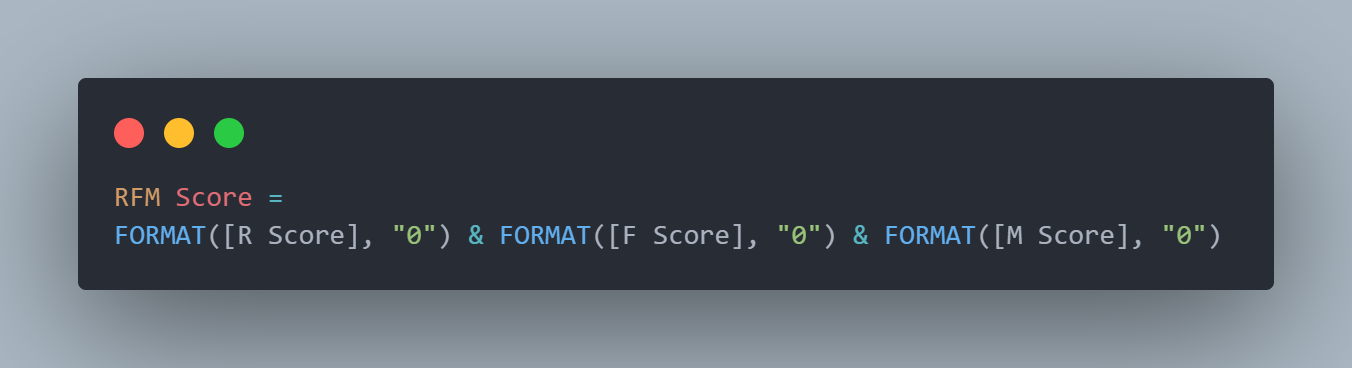 RFM Score =
FORMAT([R Score], "0") & FORMAT([F Score], "0") & FORMAT([M Score], "0")